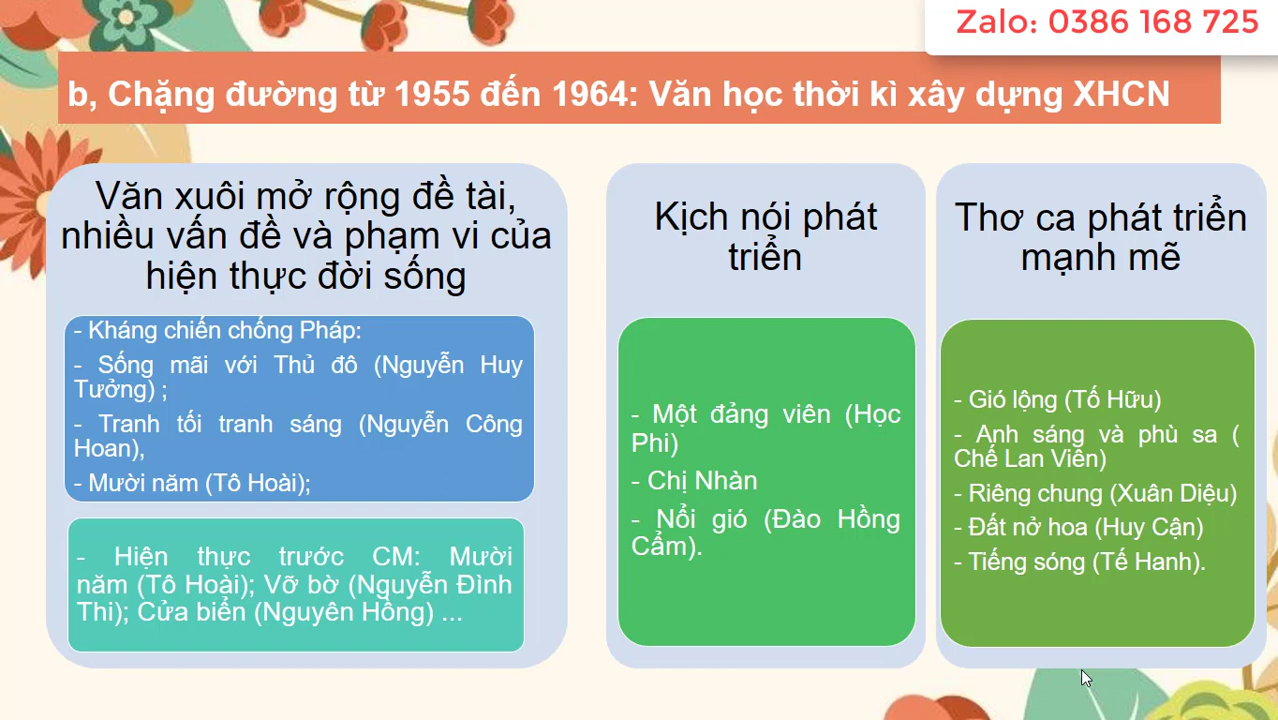 Zalo: 0386 168 725
b, Chặng đường từ 1955 đến 1964: Văn học thời kì xây dựng XHCN
Văn xuôi mở rộng đề tài,
nhiều vấn đề và phạm vi của
hiện thực đời sống
- Kháng chiến chống Pháp:
- Sống mãi với Thủ đô (Nguyễn Huy
Tưởng) ;
- Tranh tối tranh sáng (Nguyễn Công
Hoan),
- Mười năm (Tô Hoài);
- Hiện thực trước CM: Mười
năm (Tô Hoài); Vỡ bờ (Nguyễn Đình
Thi); Cửa biển (Nguyên Hồng) ...
Kịch nói phát
triển
- Một đảng viên (Học
Phi)
- Chị Nhàn
- Nổi gió (Đào Hồng
Cẩm).
Thơ ca phát triển
mạnh mẽ
- Gió lộng (Tố Hữu)
- Anh sáng và phù sa (
Chế Lan Viên)
- Riêng chung (Xuân Diệu)
- Đất nở hoa (Huy Cận)
- Tiếng sóng (Tế Hanh).